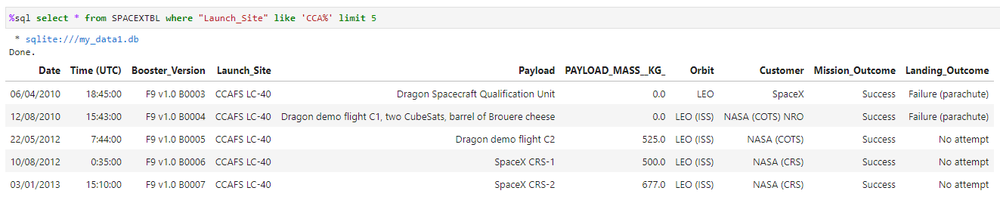 %sql select * from SPACEXTBL where "Launch_Site" like 'CCA%' limit 5
* sqlite:///my_data1.db
Done.
Date Time (UTC) Booster_Version Launch_Site Payload PAYLOAD_MASS__KG_ Orbit Customer Mission_Outcome Landing_Outcome
06/04/2010 18:45:00 F9 v1.0 B0003 CCAFS LC-40 Dragon Spacecraft Qualification Unit 0.0 LEO SpaceX Success Failure (parachute)
12/08/2010 15:43:00 F9 v1.0 B0004 CCAFS LC-40 Dragon demo flight C1, two CubeSats, barrel of Brouere cheese 0.0 LEO (ISS) NASA (COTS) NRO Success Failure (parachute)
22/05/2012 7:44:00 F9 v1.0 B0005 CCAFS LC-40 Dragon demo flight C2 525.0 LEO (ISS) NASA (COTS) Success No attempt
10/08/2012 0:35:00 F9 v1.0 B0006 CCAFS LC-40 SpaceX CRS-1 500.0 LEO (ISS) NASA (CRS) Success No attempt
03/01/2013 15:10:00 F9 v1.0 B0007 CCAFS LC-40 SpaceX CRS-2 677.0 LEO (ISS) NASA (CRS) Success No attempt